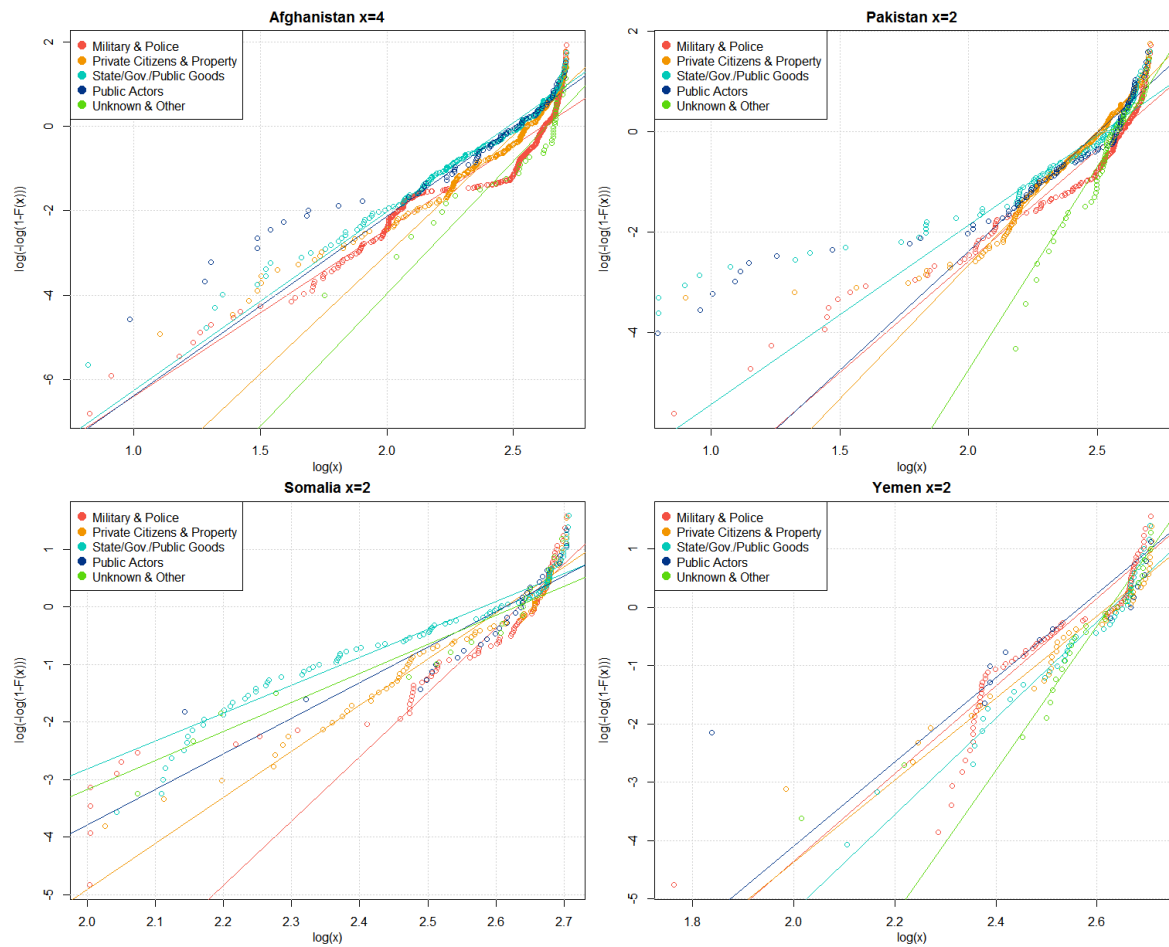 Afghanistan x=4
Military & Police
Private Citizens & Property
State/Gov./Public Goods
Public Actors
Unknown & Other
log(-log(1-F(x)))
2
0
-2
-4
-6
1.0 1.5 2.0 2.5
log(x)
Pakistan x=2
Military & Police
Private Citizens & Property
State/Gov./Public Goods
Public Actors
Unknown & Other
log(-log(1-F(x)))
2
0
-2
-4
1.0 1.5 2.0 2.5
log(x)
Somalia x=2
Military & Police
Private Citizens & Property
State/Gov./Public Goods
Public Actors
Unknown & Other
log(-log(1-F(x)))
1
0
-1
-2
-3
-4
-5
2.0 2.1 2.2 2.3 2.4 2.5 2.6 2.7
log(x)
Yemen x=2
Military & Police
Private Citizens & Property
State/Gov./Public Goods
Public Actors
Unknown & Other
log(-log(1-F(x)))
1
0
-1
-2
-3
-4
-5
1.8 2.0 2.2 2.4 2.6
log(x)